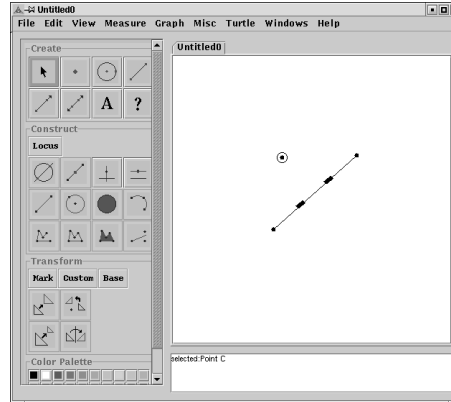 Untitled0
File Edit View Measure Graph Misc Turtle Windows Help
Create
A ?
Construct
Locus
Transform
Mark Custom Base
Color Palette
Untitled0
selected:Point C